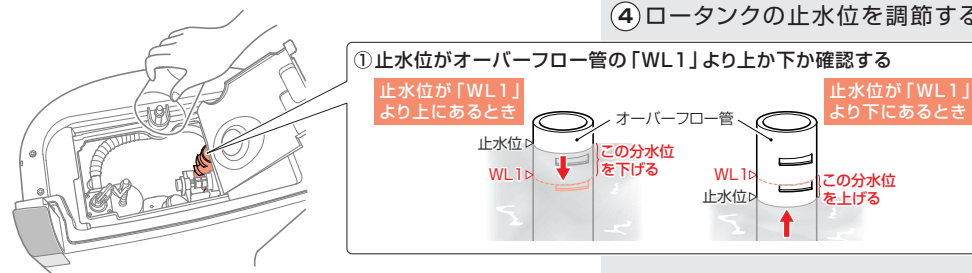 ④ロータンクの止水位を調節する
①止水位がオーバーフロー管の「WL1」より上か下か確認する
止水位が「WL1」
より上にあるとき
オーバーフロー管
止水位
WL1
この分水位
を下げる
止水位が「WL1」
より下にあるとき
WL1
止水位
この分水位
を上げる